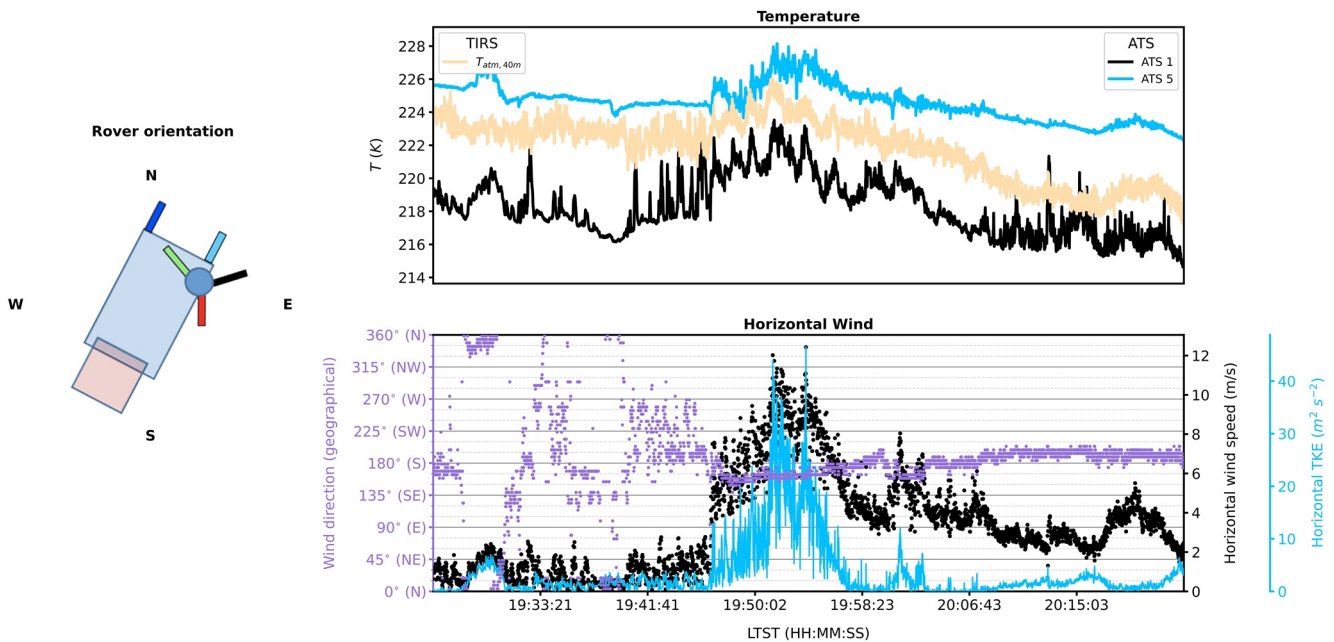 Rover orientation
N
W
E
S
Temperature
TIRS
T_{atm, 40m}
ATS
ATS 1
ATS 5
T (K)
228
226
224
222
220
218
216
214
Horizontal Wind
Wind direction (geographical)
360° (N)
315° (NW)
270° (W)
225° (SW)
180° (S)
135° (SE)
90° (E)
45° (NE)
0° (N)
12
10
8
6
4
2
0
Horizontal wind speed (m/s)
40
30
20
10
0
Horizontal TKE (m² s⁻²)
19:33:21
19:41:41
19:50:02
19:58:23
20:06:43
20:15:03
LTST (HH:MM:SS)